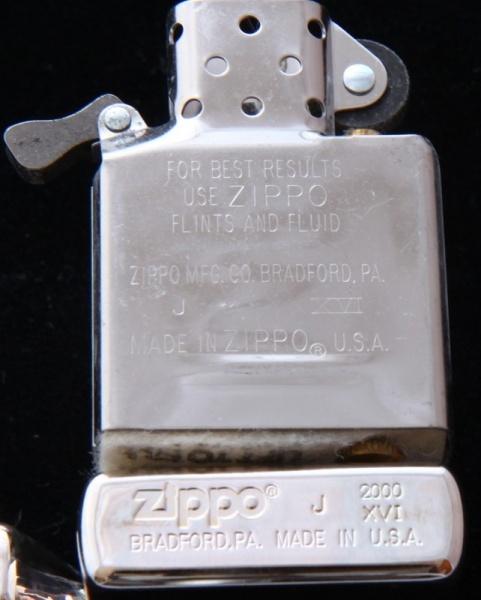 FOR BEST RESULTS
USE ZIPPO
FLINTS AND FLUID
ZIPPO MFG. CO. BRADFORD, PA.
J XVI
MADE IN ZIPPO® U.S.A.
zippo® J 2000
XVI
BRADFORD, PA. MADE IN U.S.A.